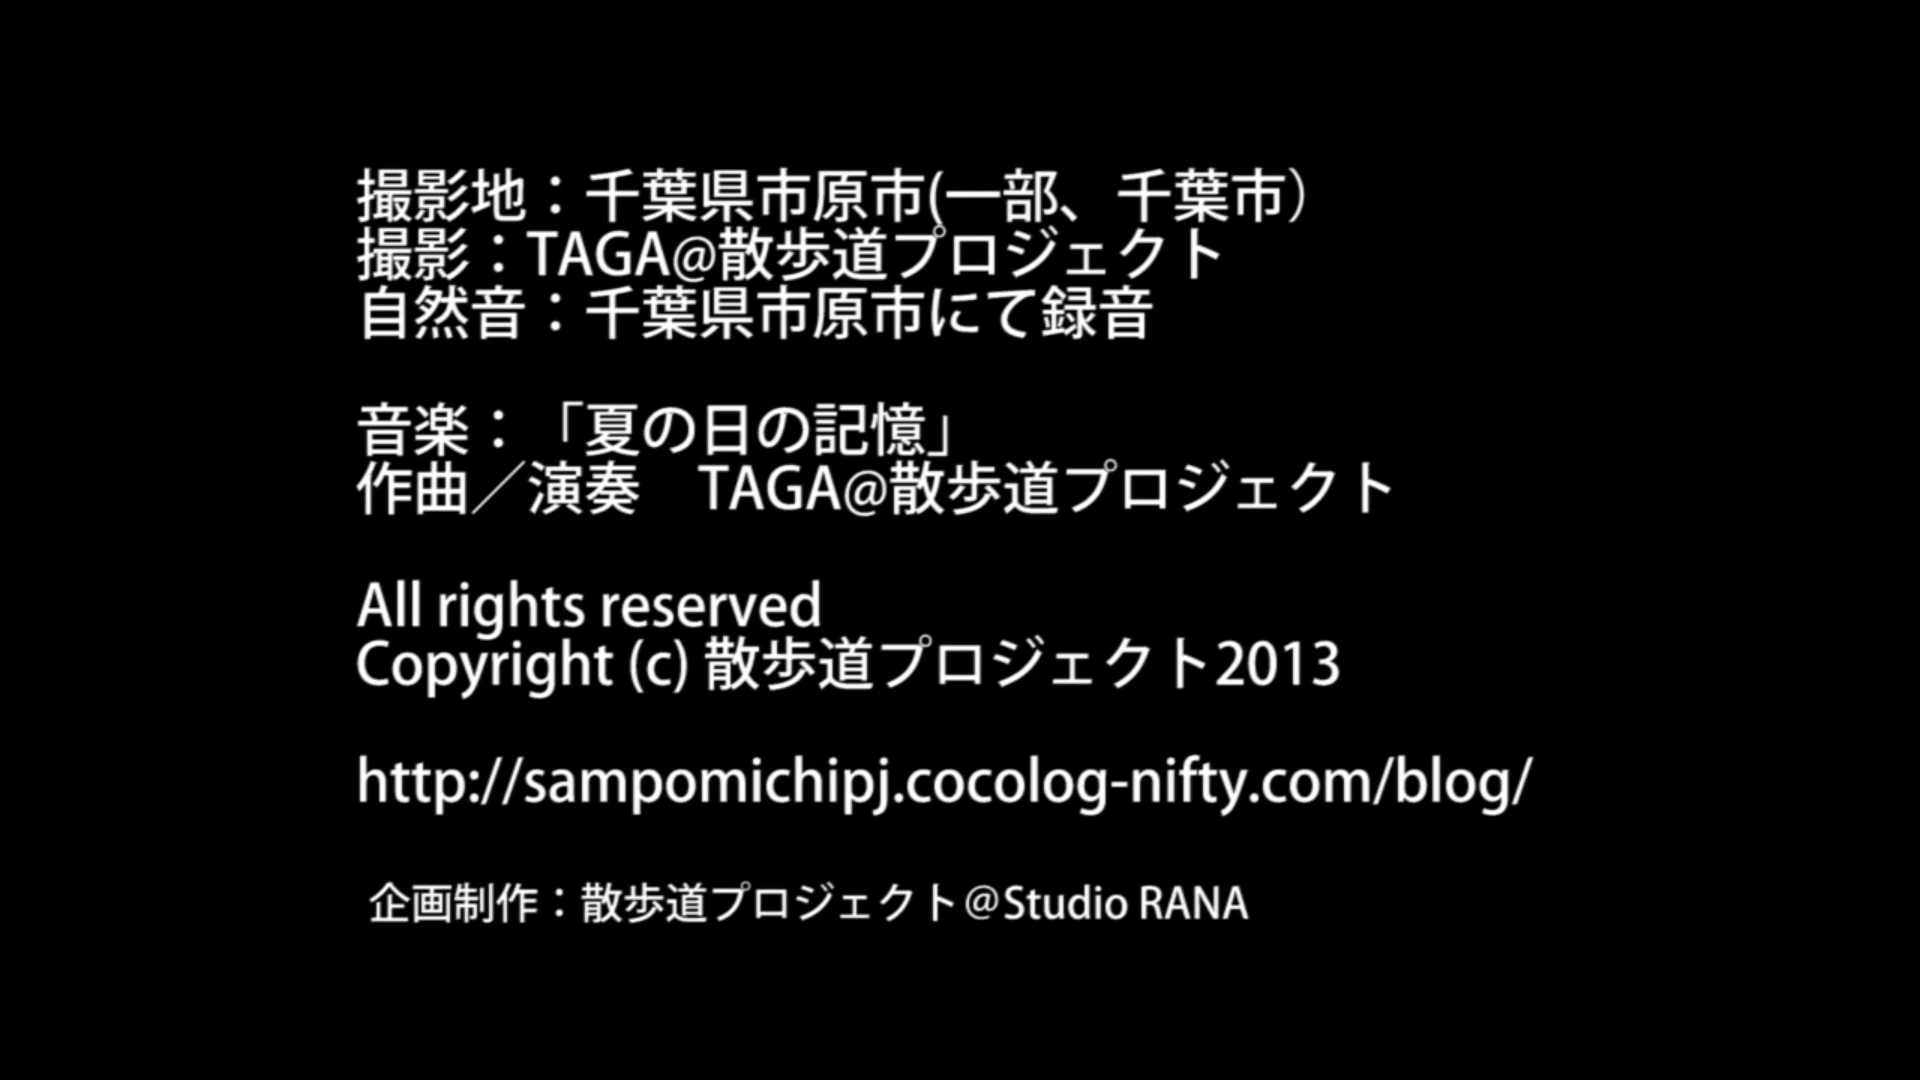 撮影地：千葉県市原市(一部、千葉市）
撮影：TAGA@散歩道プロジェクト
自然音：千葉県市原市にて録音
音楽：「夏の日の記憶」
作曲／演奏　TAGA@散歩道プロジェクト
All rights reserved
Copyright (c) 散歩道プロジェクト2013
http://sampomichipj.cocolog-nifty.com/blog/
企画制作：散歩道プロジェクト＠Studio RANA